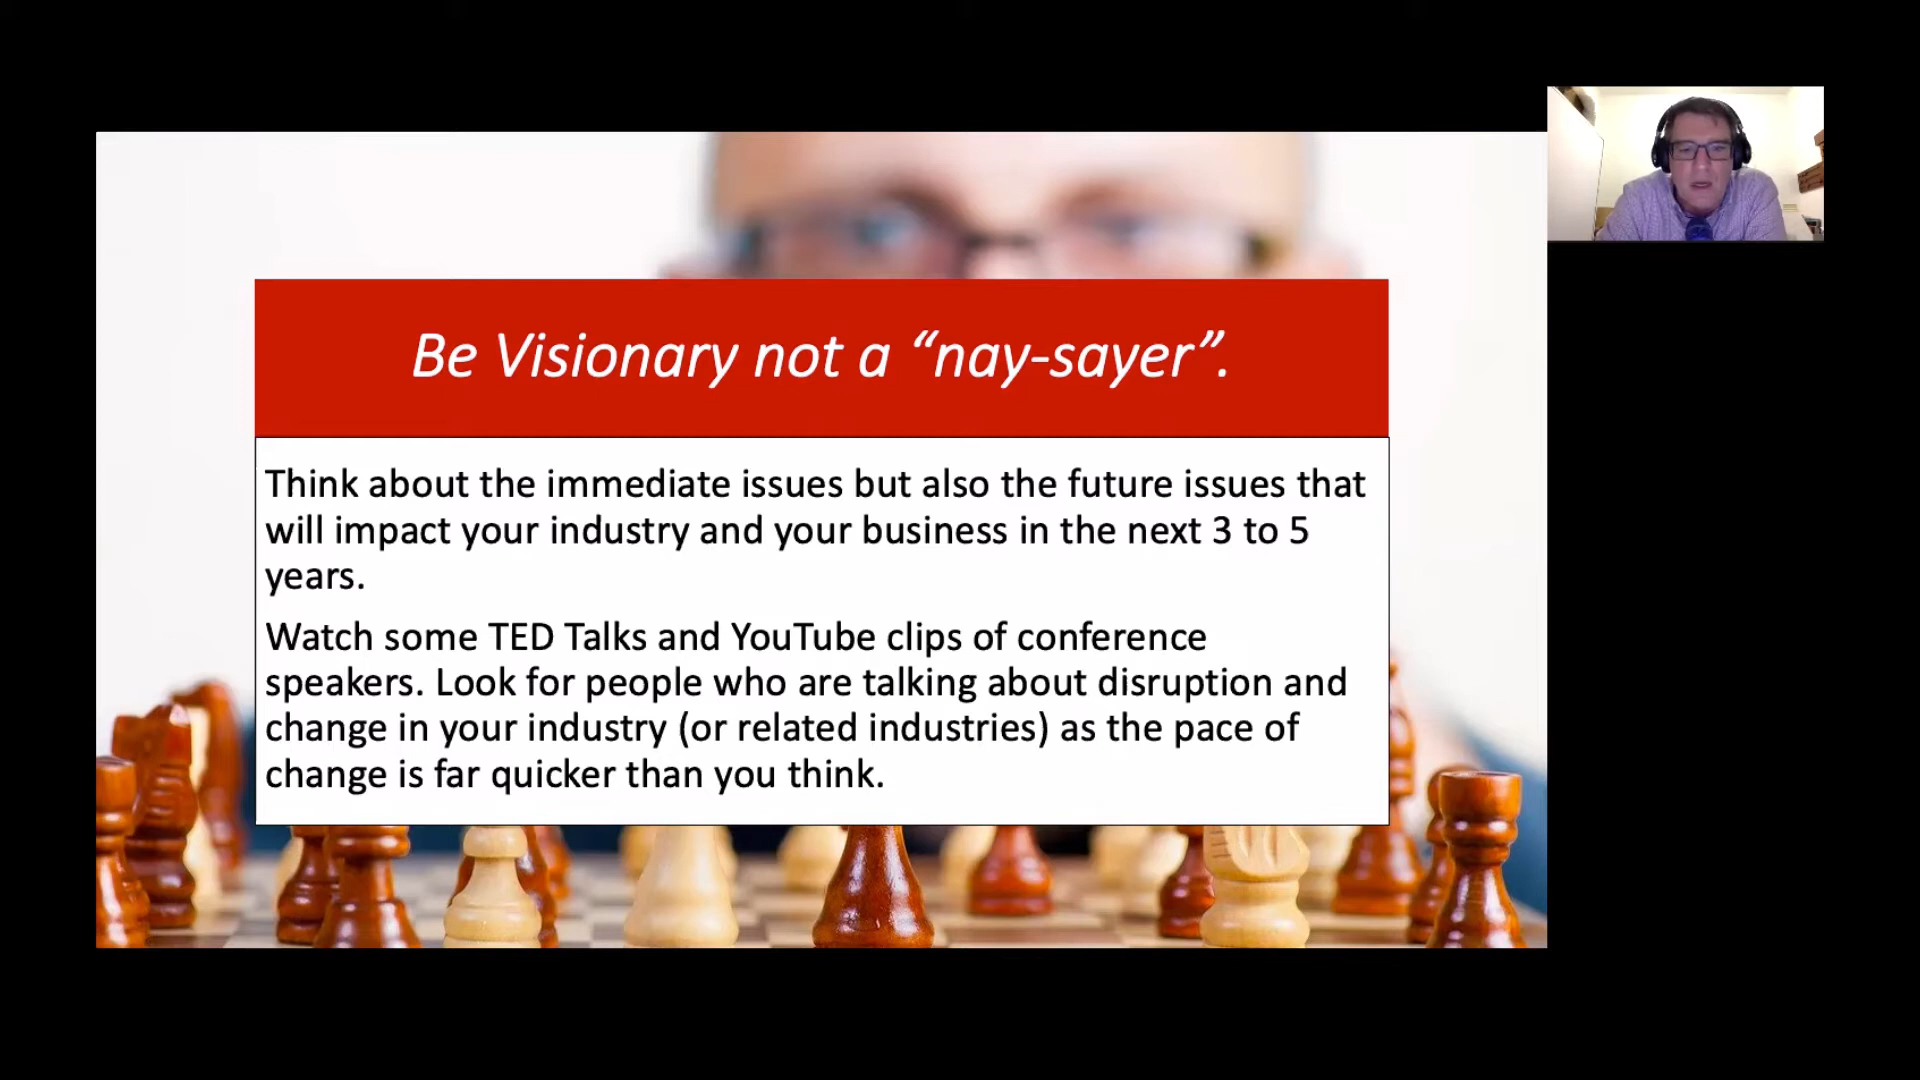 Be Visionary not a “nay-sayer”.
Think about the immediate issues but also the future issues that
will impact your industry and your business in the next 3 to 5
years.
Watch some TED Talks and YouTube clips of conference
speakers. Look for people who are talking about disruption and
change in your industry (or related industries) as the pace of
change is far quicker than you think.